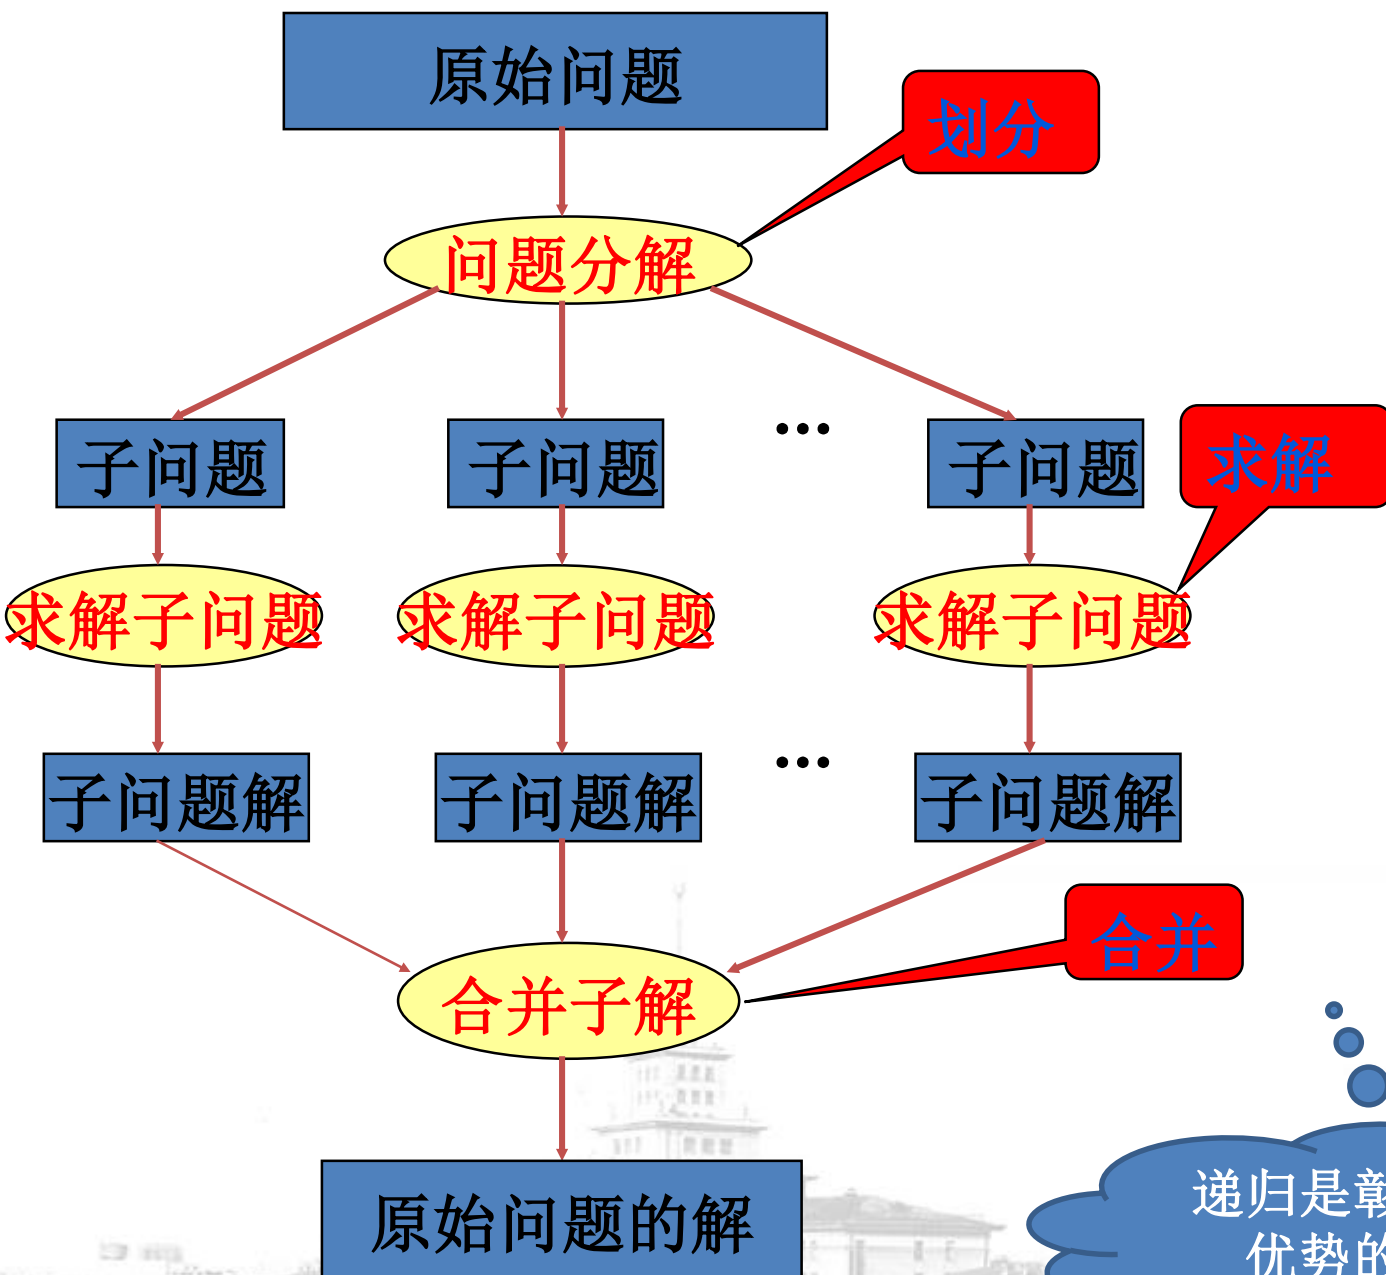 原始问题
划分
问题分解
子问题 子问题 ... 子问题
求解
求解子问题 求解子问题 求解子问题
子问题解 子问题解 ... 子问题解
合并
合并子解
递归是彰
原始问题的解
优势的